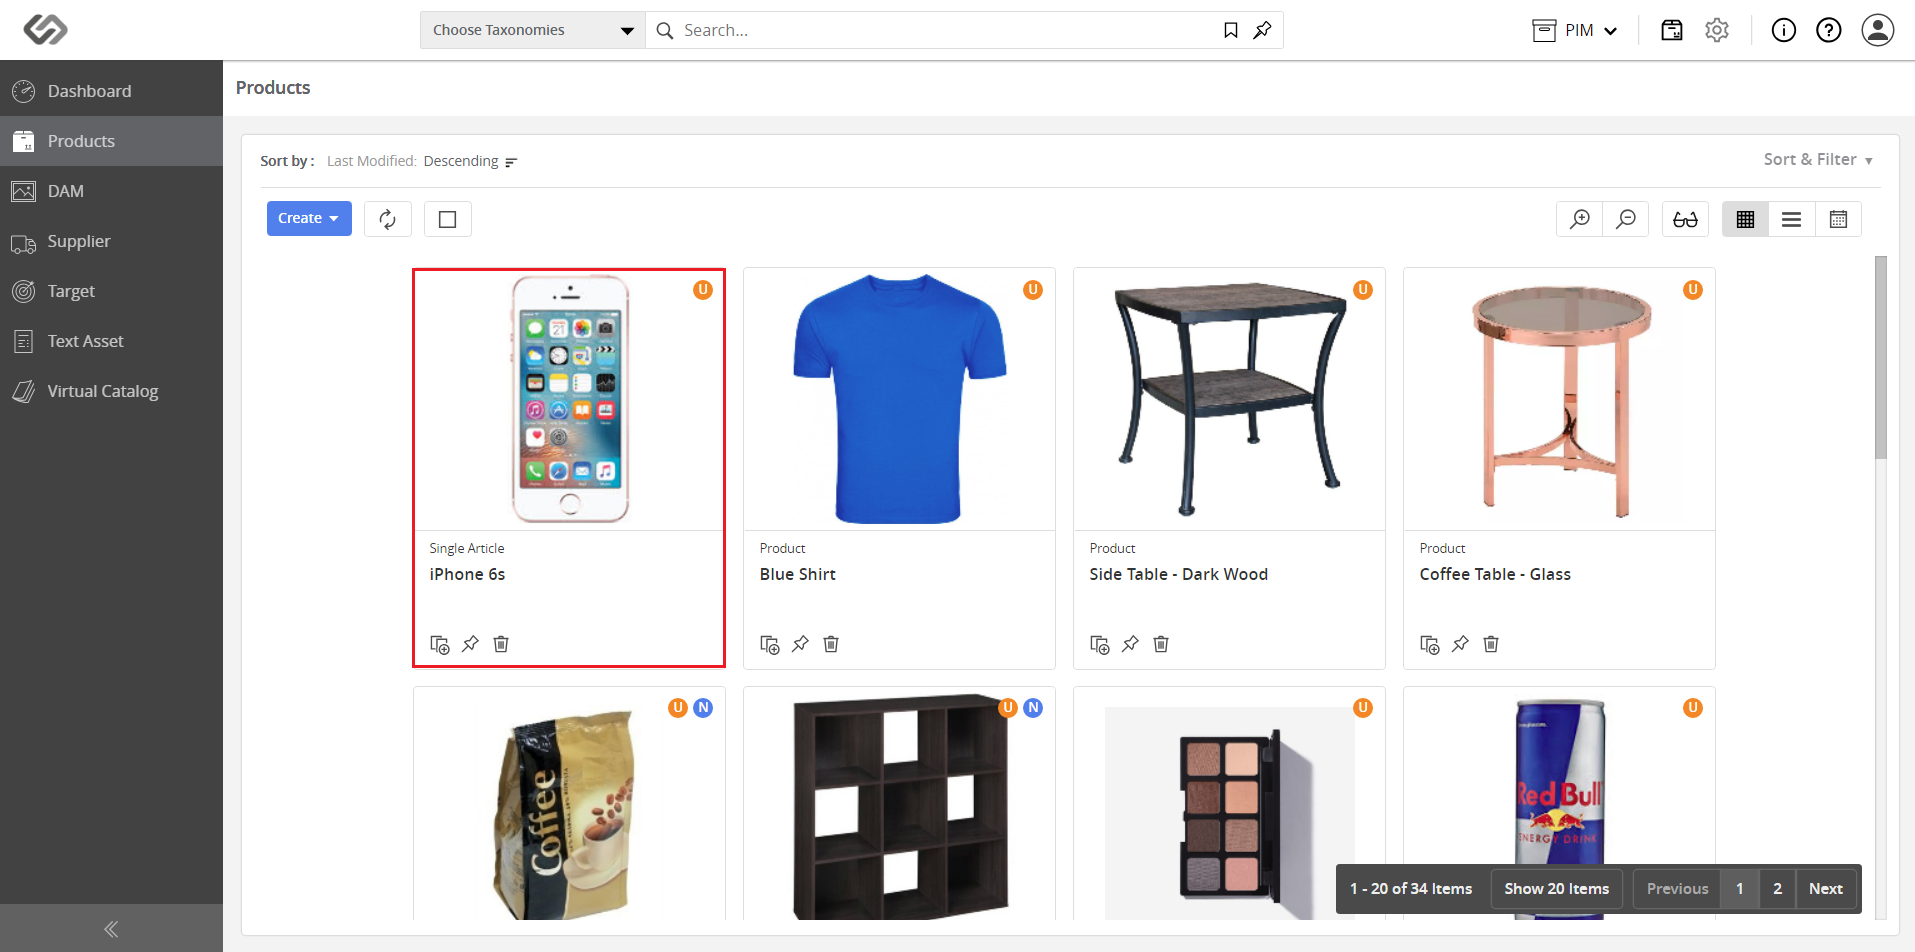 Choose Taxonomies
Search...
PIM
Dashboard
Products
DAM
Supplier
Target
Text Asset
Virtual Catalog
Products
Sort by : Last Modified: Descending
Sort & Filter
Create
U
U
U
U
Single Article
iPhone 6s
Product
Blue Shirt
Product
Side Table - Dark Wood
Product
Coffee Table - Glass
U N
U N
U
U
Coffee
Red Bull
ENERGY DRINK
1 - 20 of 34 Items
Show 20 Items
Previous
1
2
Next